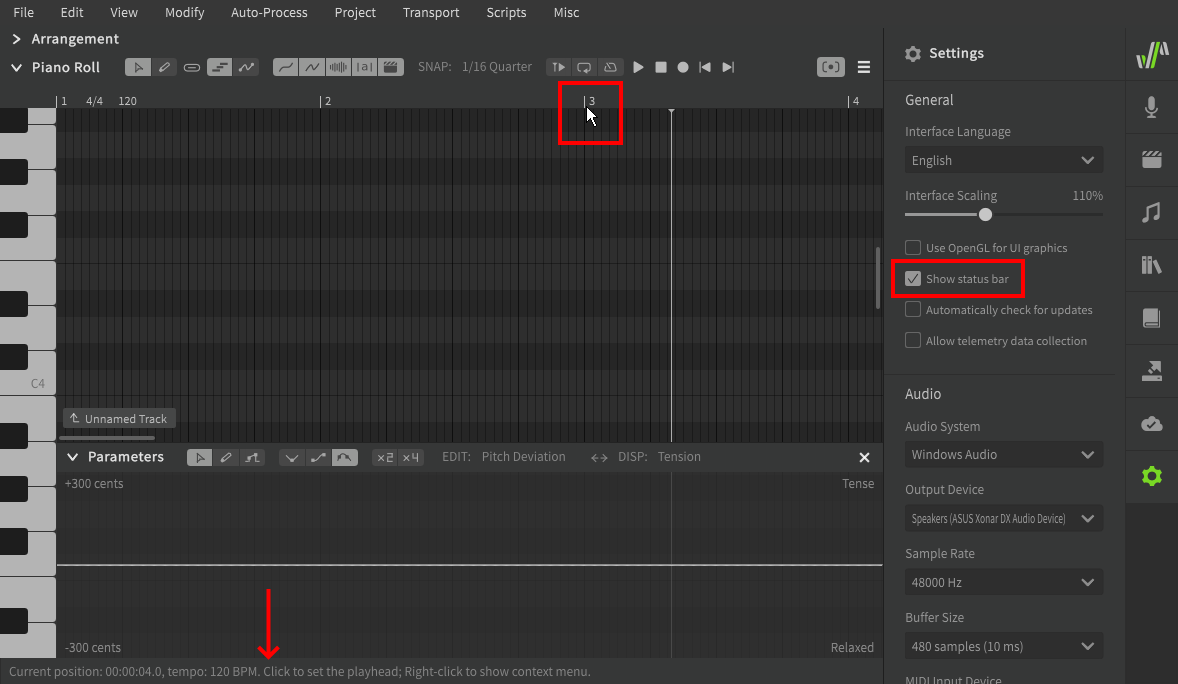 File Edit View Modify Auto-Process Project Transport Scripts Misc
Arrangement
Piano Roll SNAP: 1/16 Quarter
1 4/4 120 2 3 4
C4
Unnamed Track
Parameters ×2 ×4 EDIT: Pitch Deviation DISP: Tension
+300 cents Tense
-300 cents Relaxed
Current position: 00:00:04.0, tempo: 120 BPM. Click to set the playhead; Right-click to show context menu.
Settings
General
Interface Language
English
Interface Scaling 110%
Use OpenGL for UI graphics
Show status bar
Automatically check for updates
Allow telemetry data collection
Audio
Audio System
Windows Audio
Output Device
Speakers (ASUS Xonar DX Audio Device)
Sample Rate
48000 Hz
Buffer Size
480 samples (10 ms)
MIDI Input Device